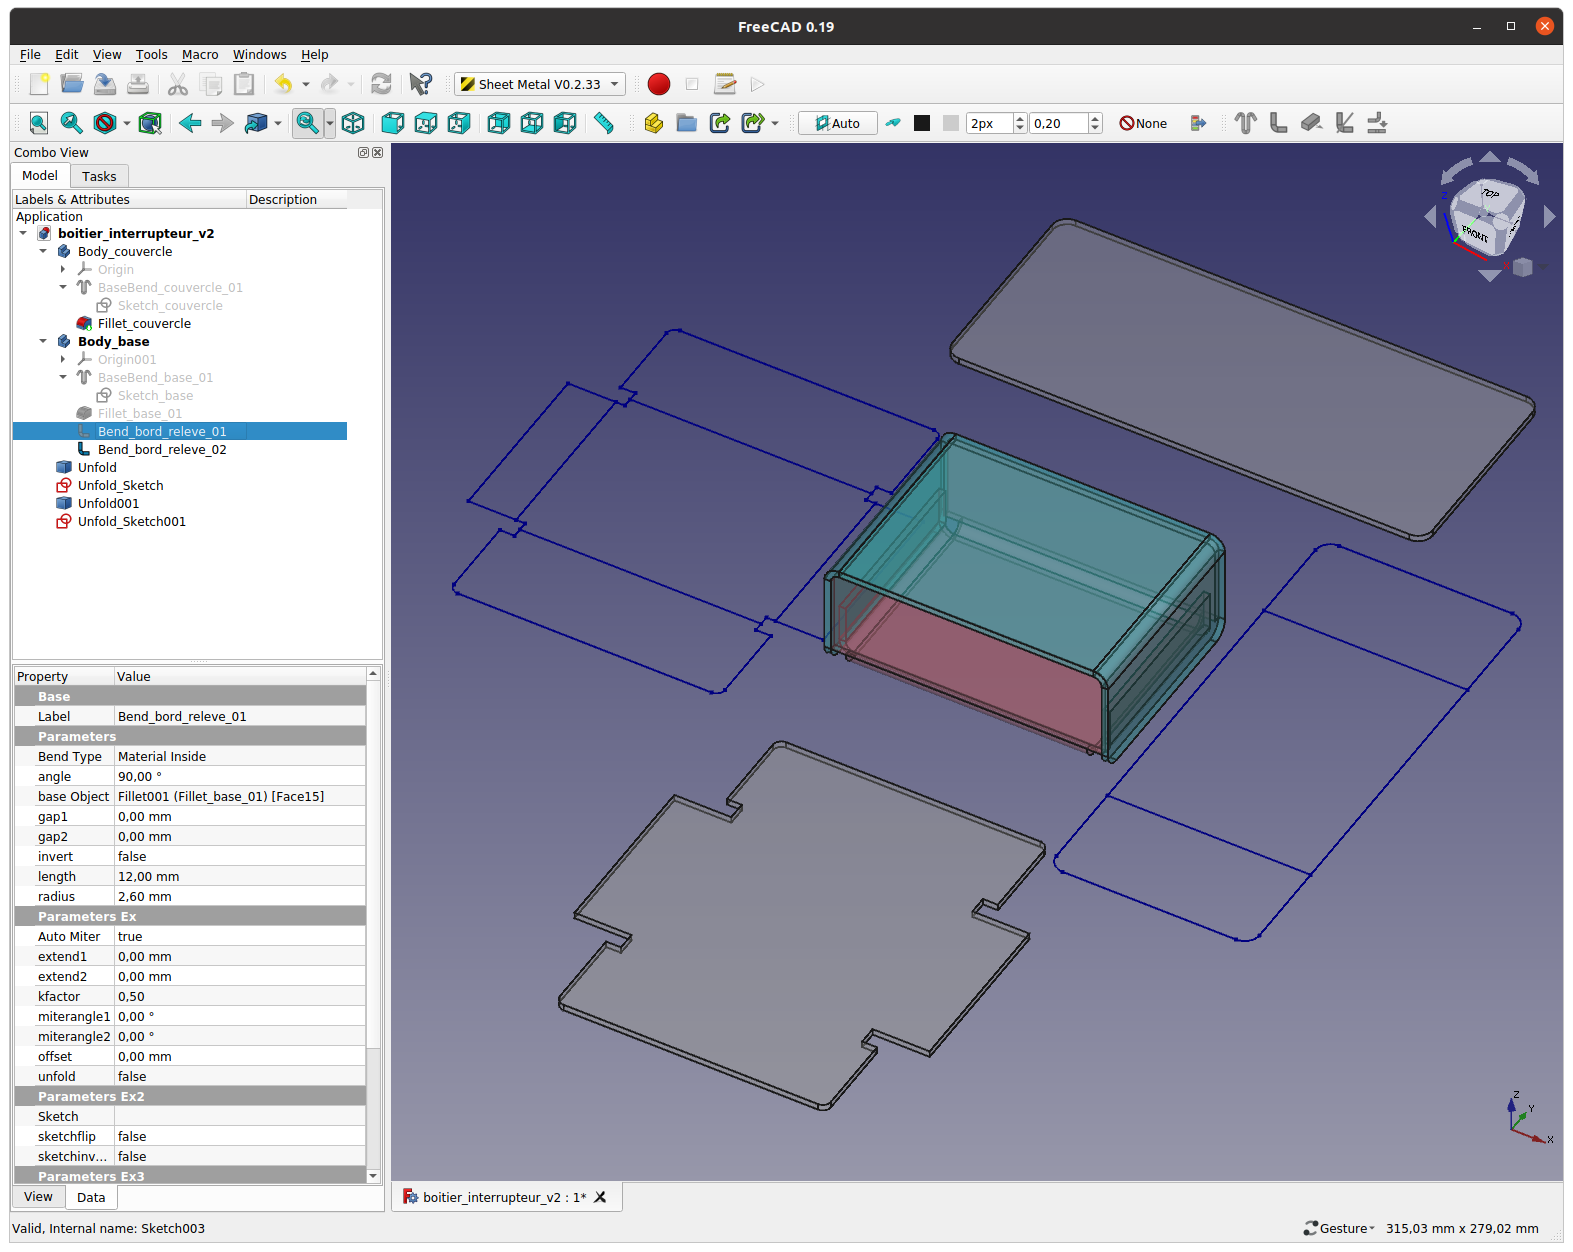 FreeCAD 0.19
File Edit View Tools Macro Windows Help
Sheet Metal V0.2.33
Auto 2px 0,20 None
Combo View
Model Tasks
Labels & Attributes Description
Application
boitier_interrupteur_v2
Body_couvercle
Origin
BaseBend_couvercle_01
Sketch_couvercle
Fillet_couvercle
Body_base
Origin001
BaseBend_base_01
Sketch_base
Fillet_base_01
Bend_bord_releve_01
Bend_bord_releve_02
Unfold
Unfold_Sketch
Unfold001
Unfold_Sketch001
Property Value
Base
Label Bend_bord_releve_01
Parameters
Bend Type Material Inside
angle 90,00 °
base Object Fillet001 (Fillet_base_01) [Face15]
gap1 0,00 mm
gap2 0,00 mm
invert false
length 12,00 mm
radius 2,60 mm
Parameters Ex
Auto Miter true
extend1 0,00 mm
extend2 0,00 mm
kfactor 0,50
miterangle1 0,00 °
miterangle2 0,00 °
offset 0,00 mm
unfold false
Parameters Ex2
Sketch
sketchflip false
sketchinv... false
Parameters Ex3
View Data
TOP
FRONT
Z
Z
Y
X
boitier_interrupteur_v2 : 1*
Valid, Internal name: Sketch003
Gesture 315,03 mm x 279,02 mm